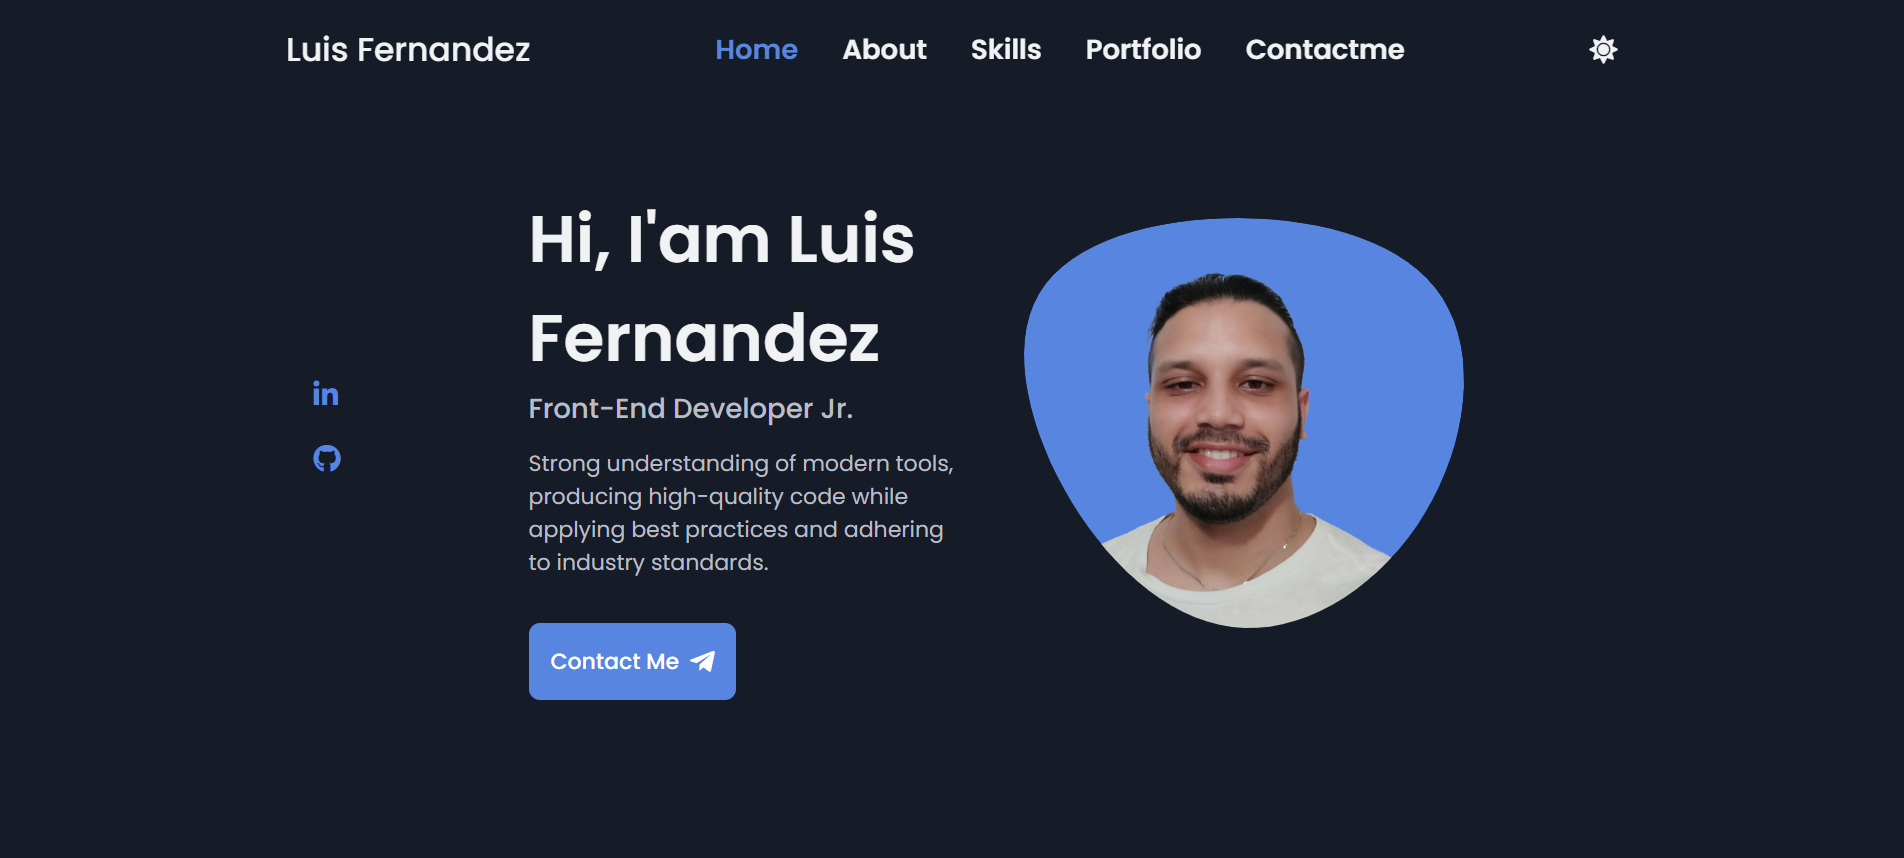 Luis Fernandez
Home About Skills Portfolio Contactme
Hi, I'am Luis
Fernandez
in
Front-End Developer Jr.
Strong understanding of modern tools,
producing high-quality code while
applying best practices and adhering
to industry standards.
Contact Me